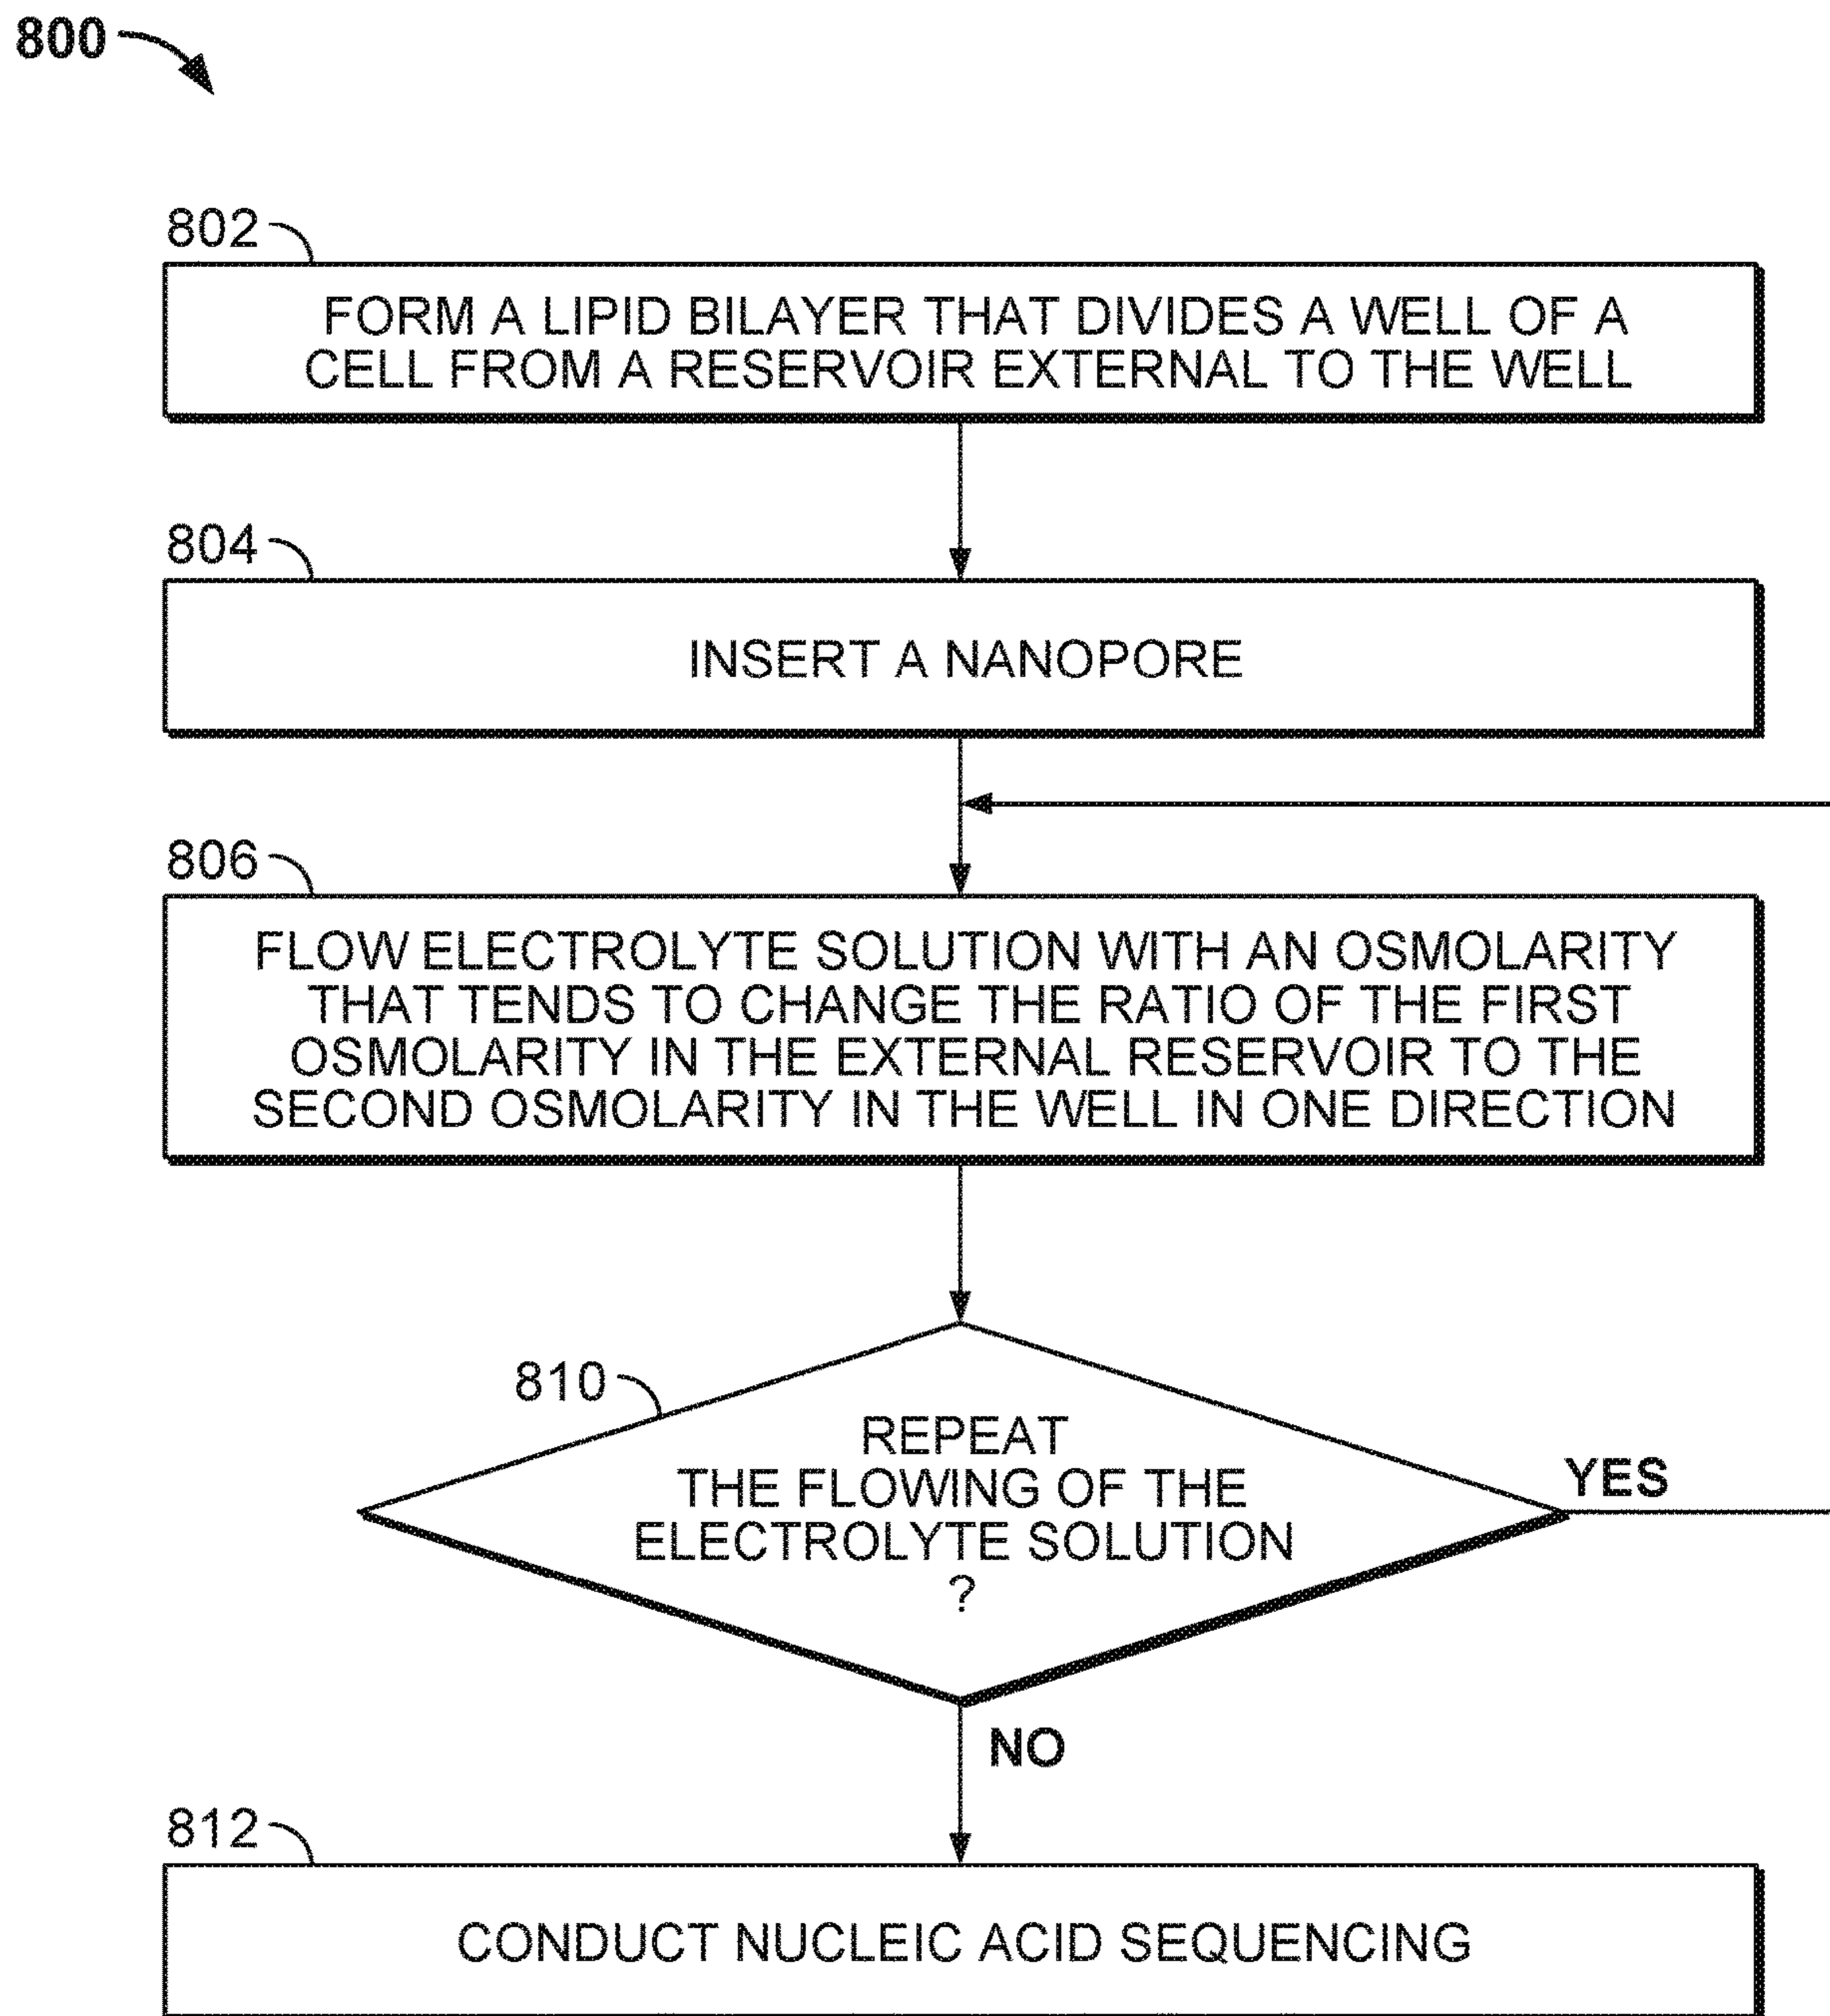 800
802
FORM A LIPID BILAYER THAT DIVIDES A WELL OF A
CELL FROM A RESERVOIR EXTERNAL TO THE WELL
804
INSERT A NANOPORE
806
FLOW ELECTROLYTE SOLUTION WITH AN OSMOLARITY
THAT TENDS TO CHANGE THE RATIO OF THE FIRST
OSMOLARITY IN THE EXTERNAL RESERVOIR TO THE
SECOND OSMOLARITY IN THE WELL IN ONE DIRECTION
810
REPEAT
THE FLOWING OF THE
ELECTROLYTE SOLUTION
?
YES
NO
812
CONDUCT NUCLEIC ACID SEQUENCING